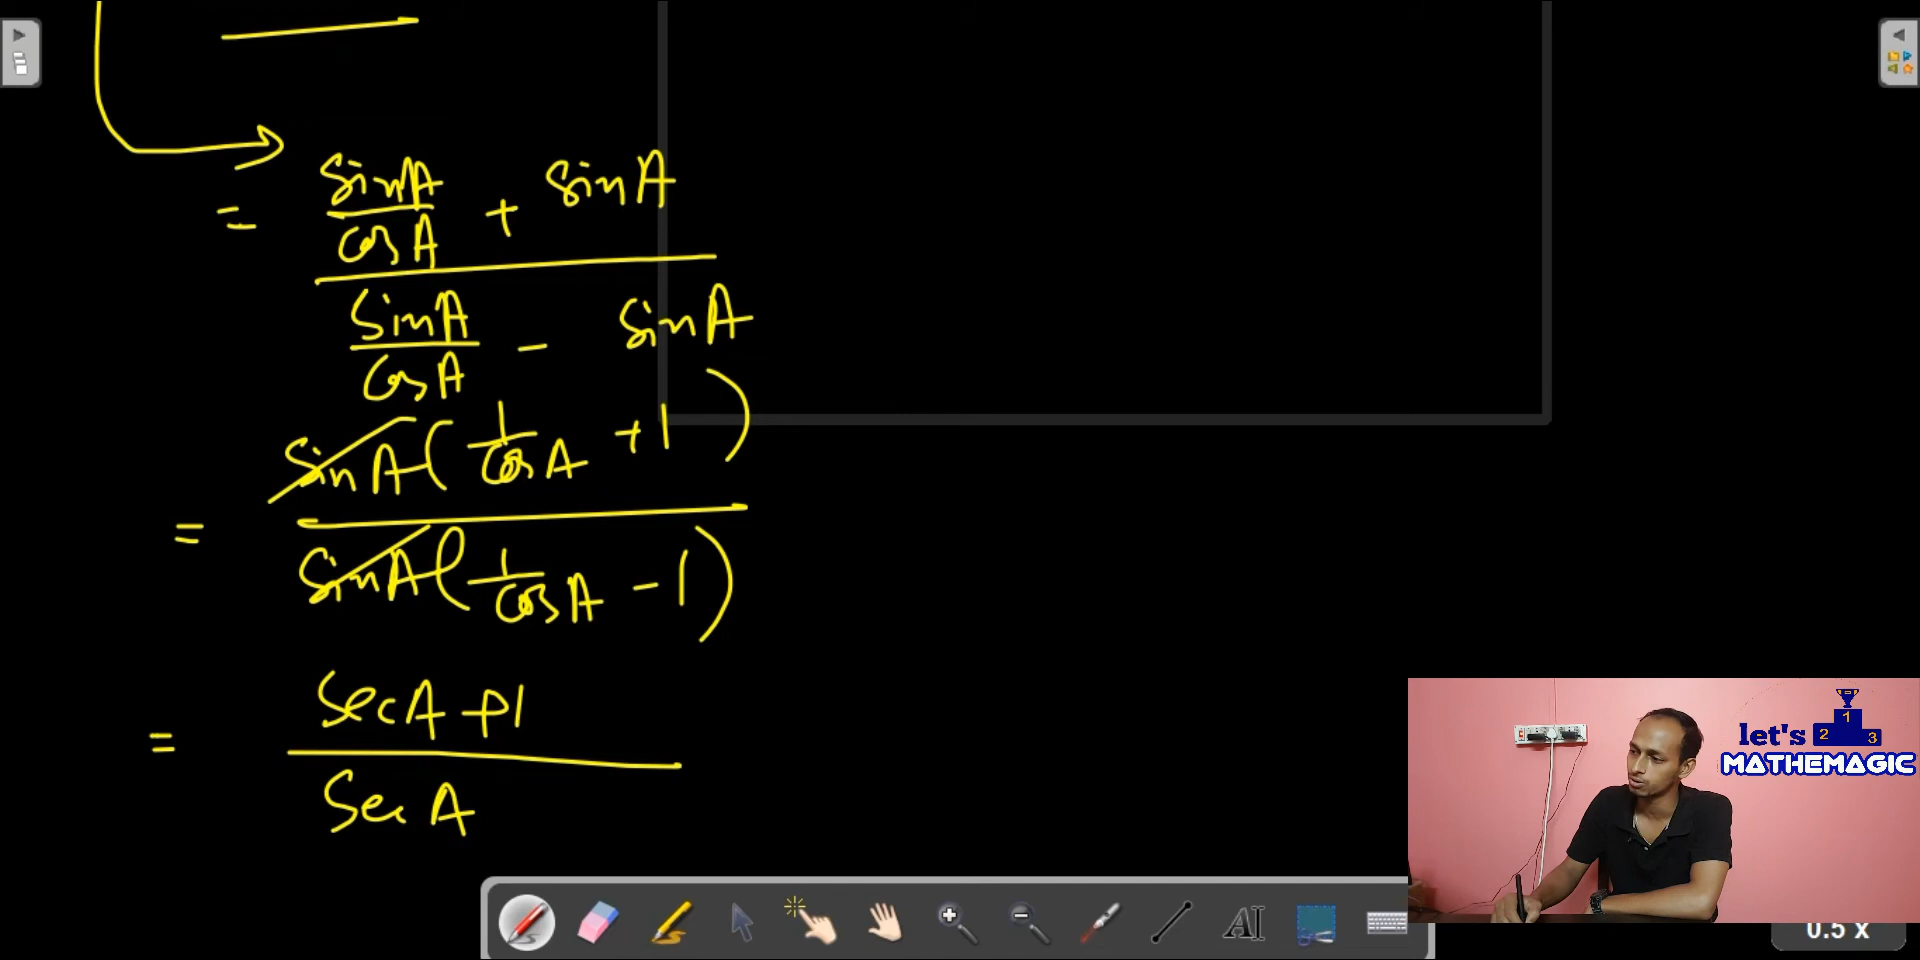 = sinA/cosA + sinA
sinA/cosA - sinA
= sinA(1/cosA + 1)
sinA(1/cosA - 1)
= secA + 1
secA
let's 1 2 3
MATHEMAGIC
AI
0.5 x